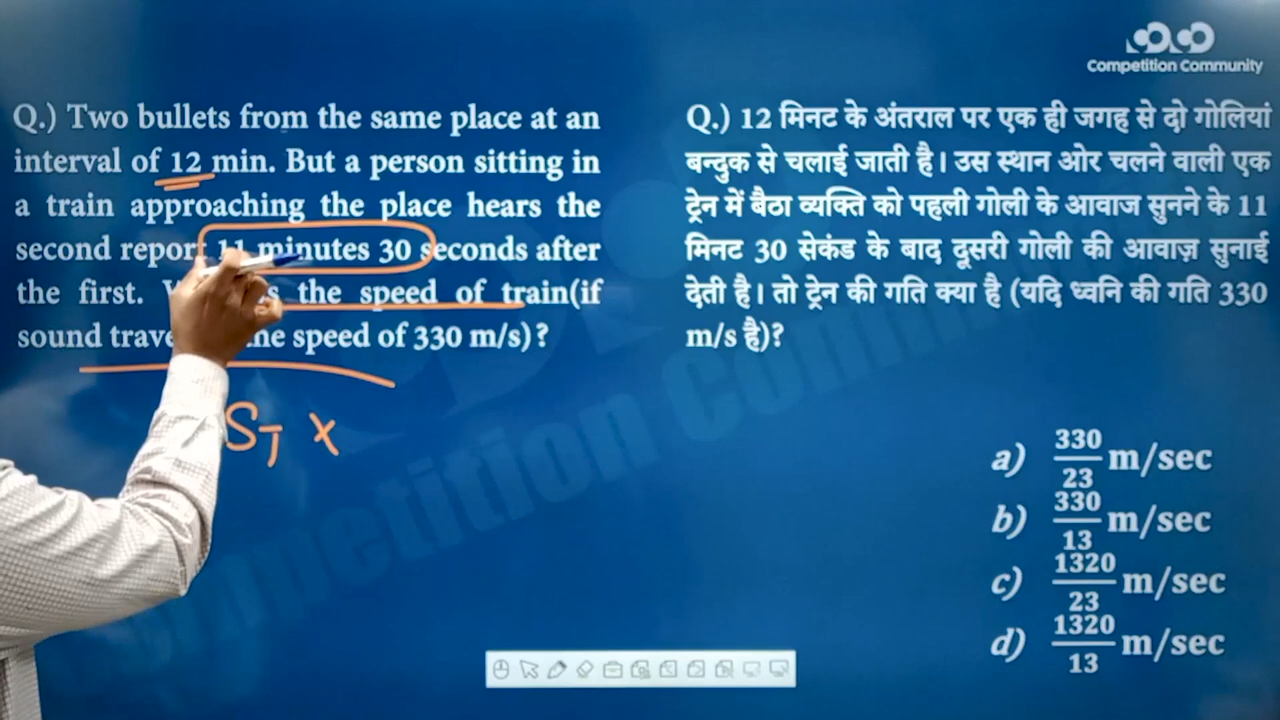 Competition Community
Q.) Two bullets from the same place at an
interval of 12 min. But a person sitting in
a train approaching the place hears the
second report 11 minutes 30 seconds after
the first. the speed of train(if
sound the speed of 330 m/s)?
S_T x
Q.) 12 मिनट के अंतराल पर एक ही जगह से दो गोलियां
बन्दुक से चलाई जाती है। उस स्थान ओर चलने वाली एक
ट्रेन में बैठा व्यक्ति को पहली गोली के आवाज सुनने के 11
मिनट 30 सेकंड के बाद दूसरी गोली की आवाज़ सुनाई
देती है। तो ट्रेन की गति क्या है (यदि ध्वनि की गति 330
m/s है)?
a) 330/23 m/sec
b) 330/13 m/sec
c) 1320/23 m/sec
d) 1320/13 m/sec